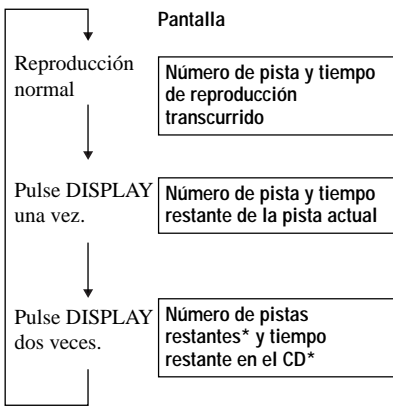 Pantalla
Reproducción
normal
Número de pista y tiempo
de reproducción
transcurrido
Pulse DISPLAY
una vez.
Número de pista y tiempo
restante de la pista actual
Pulse DISPLAY
dos veces.
Número de pistas
restantes* y tiempo
restante en el CD*